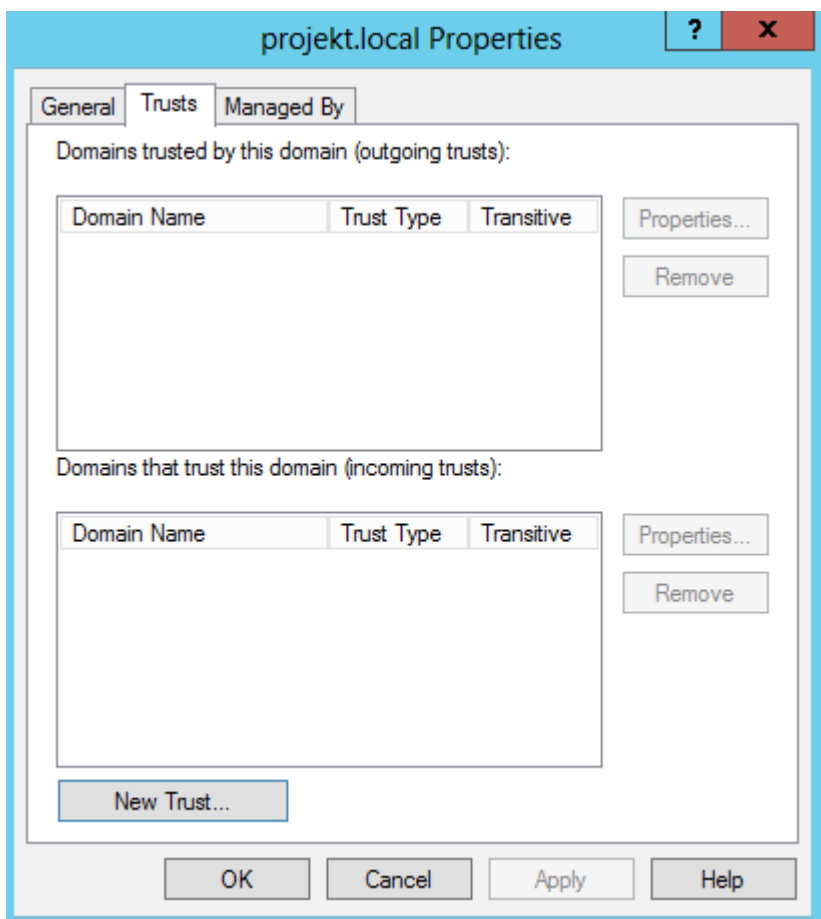 projekt.local Properties ? x
General Trusts Managed By
Domains trusted by this domain (outgoing trusts):
Domain Name Trust Type Transitive Properties...
Remove
Domains that trust this domain (incoming trusts):
Domain Name Trust Type Transitive Properties...
Remove
New Trust...
OK Cancel Apply Help